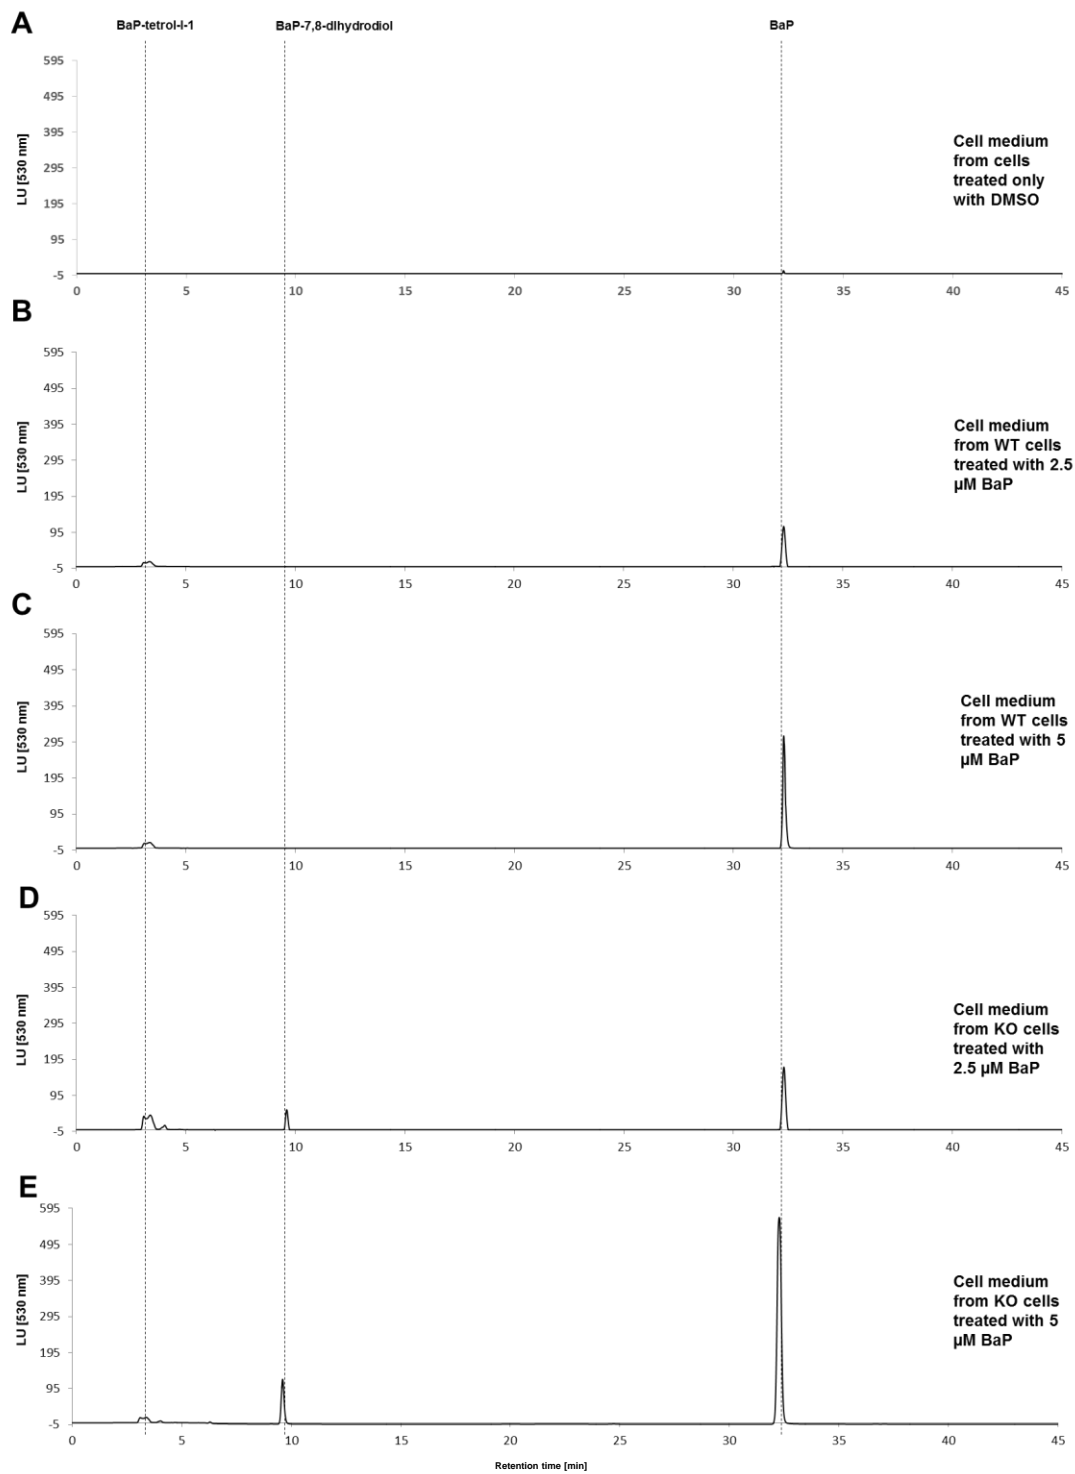 A
BaP-tetrol-I-1 BaP-7,8-dihydrodiol BaP
595
495
395
295
195
95
-5
LU [530 nm]
Cell medium
from cells
treated only
with DMSO
0 5 10 15 20 25 30 35 40 45
B
595
495
395
295
195
95
-5
LU [530 nm]
Cell medium
from WT cells
treated with 2.5
µM BaP
0 5 10 15 20 25 30 35 40 45
C
595
495
395
295
195
95
-5
LU [530 nm]
Cell medium
from WT cells
treated with 5
µM BaP
0 5 10 15 20 25 30 35 40 45
D
595
495
395
295
195
95
-5
LU [530 nm]
Cell medium
from KO cells
treated with
2.5 µM BaP
0 5 10 15 20 25 30 35 40 45
E
595
495
395
295
195
95
-5
LU [530 nm]
Cell medium
from KO cells
treated with 5
µM BaP
0 5 10 15 20 25 30 35 40 45
Retention time [min]